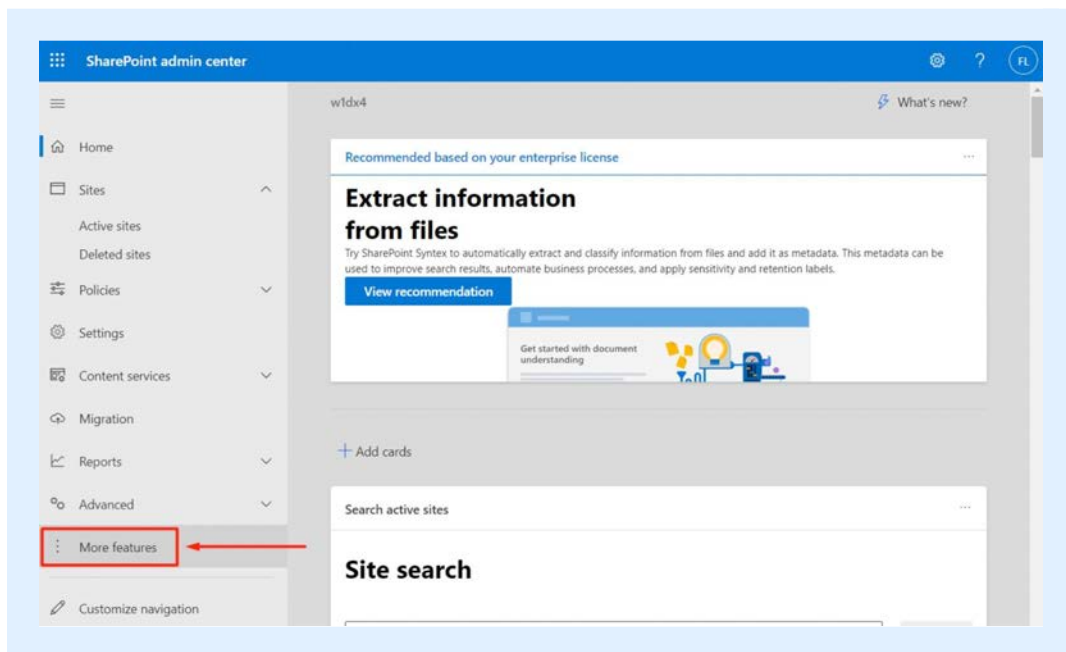 SharePoint admin center
?
FL
w1dx4
What's new?
Home
Sites
Active sites
Deleted sites
Policies
Settings
Content services
Migration
Reports
Advanced
More features
Customize navigation
Recommended based on your enterprise license
Extract information
from files
Try SharePoint Syntex to automatically extract and classify information from files and add it as metadata. This metadata can be
used to improve search results, automate business processes, and apply sensitivity and retention labels.
View recommendation
Get started with document
understanding
Add cards
Search active sites
Site search